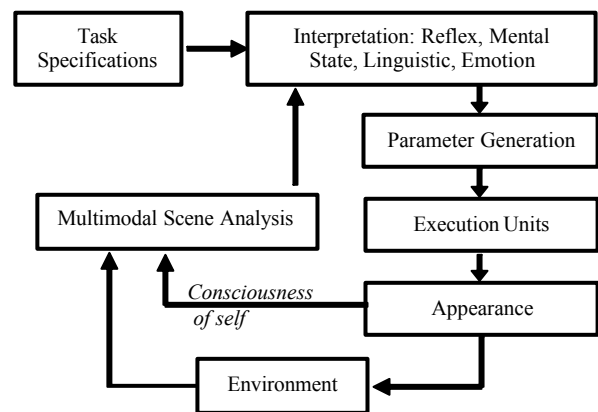 Task
Specifications
Interpretation: Reflex, Mental
State, Linguistic, Emotion
Parameter Generation
Multimodal Scene Analysis
Execution Units
Consciousness
of self
Appearance
Environment